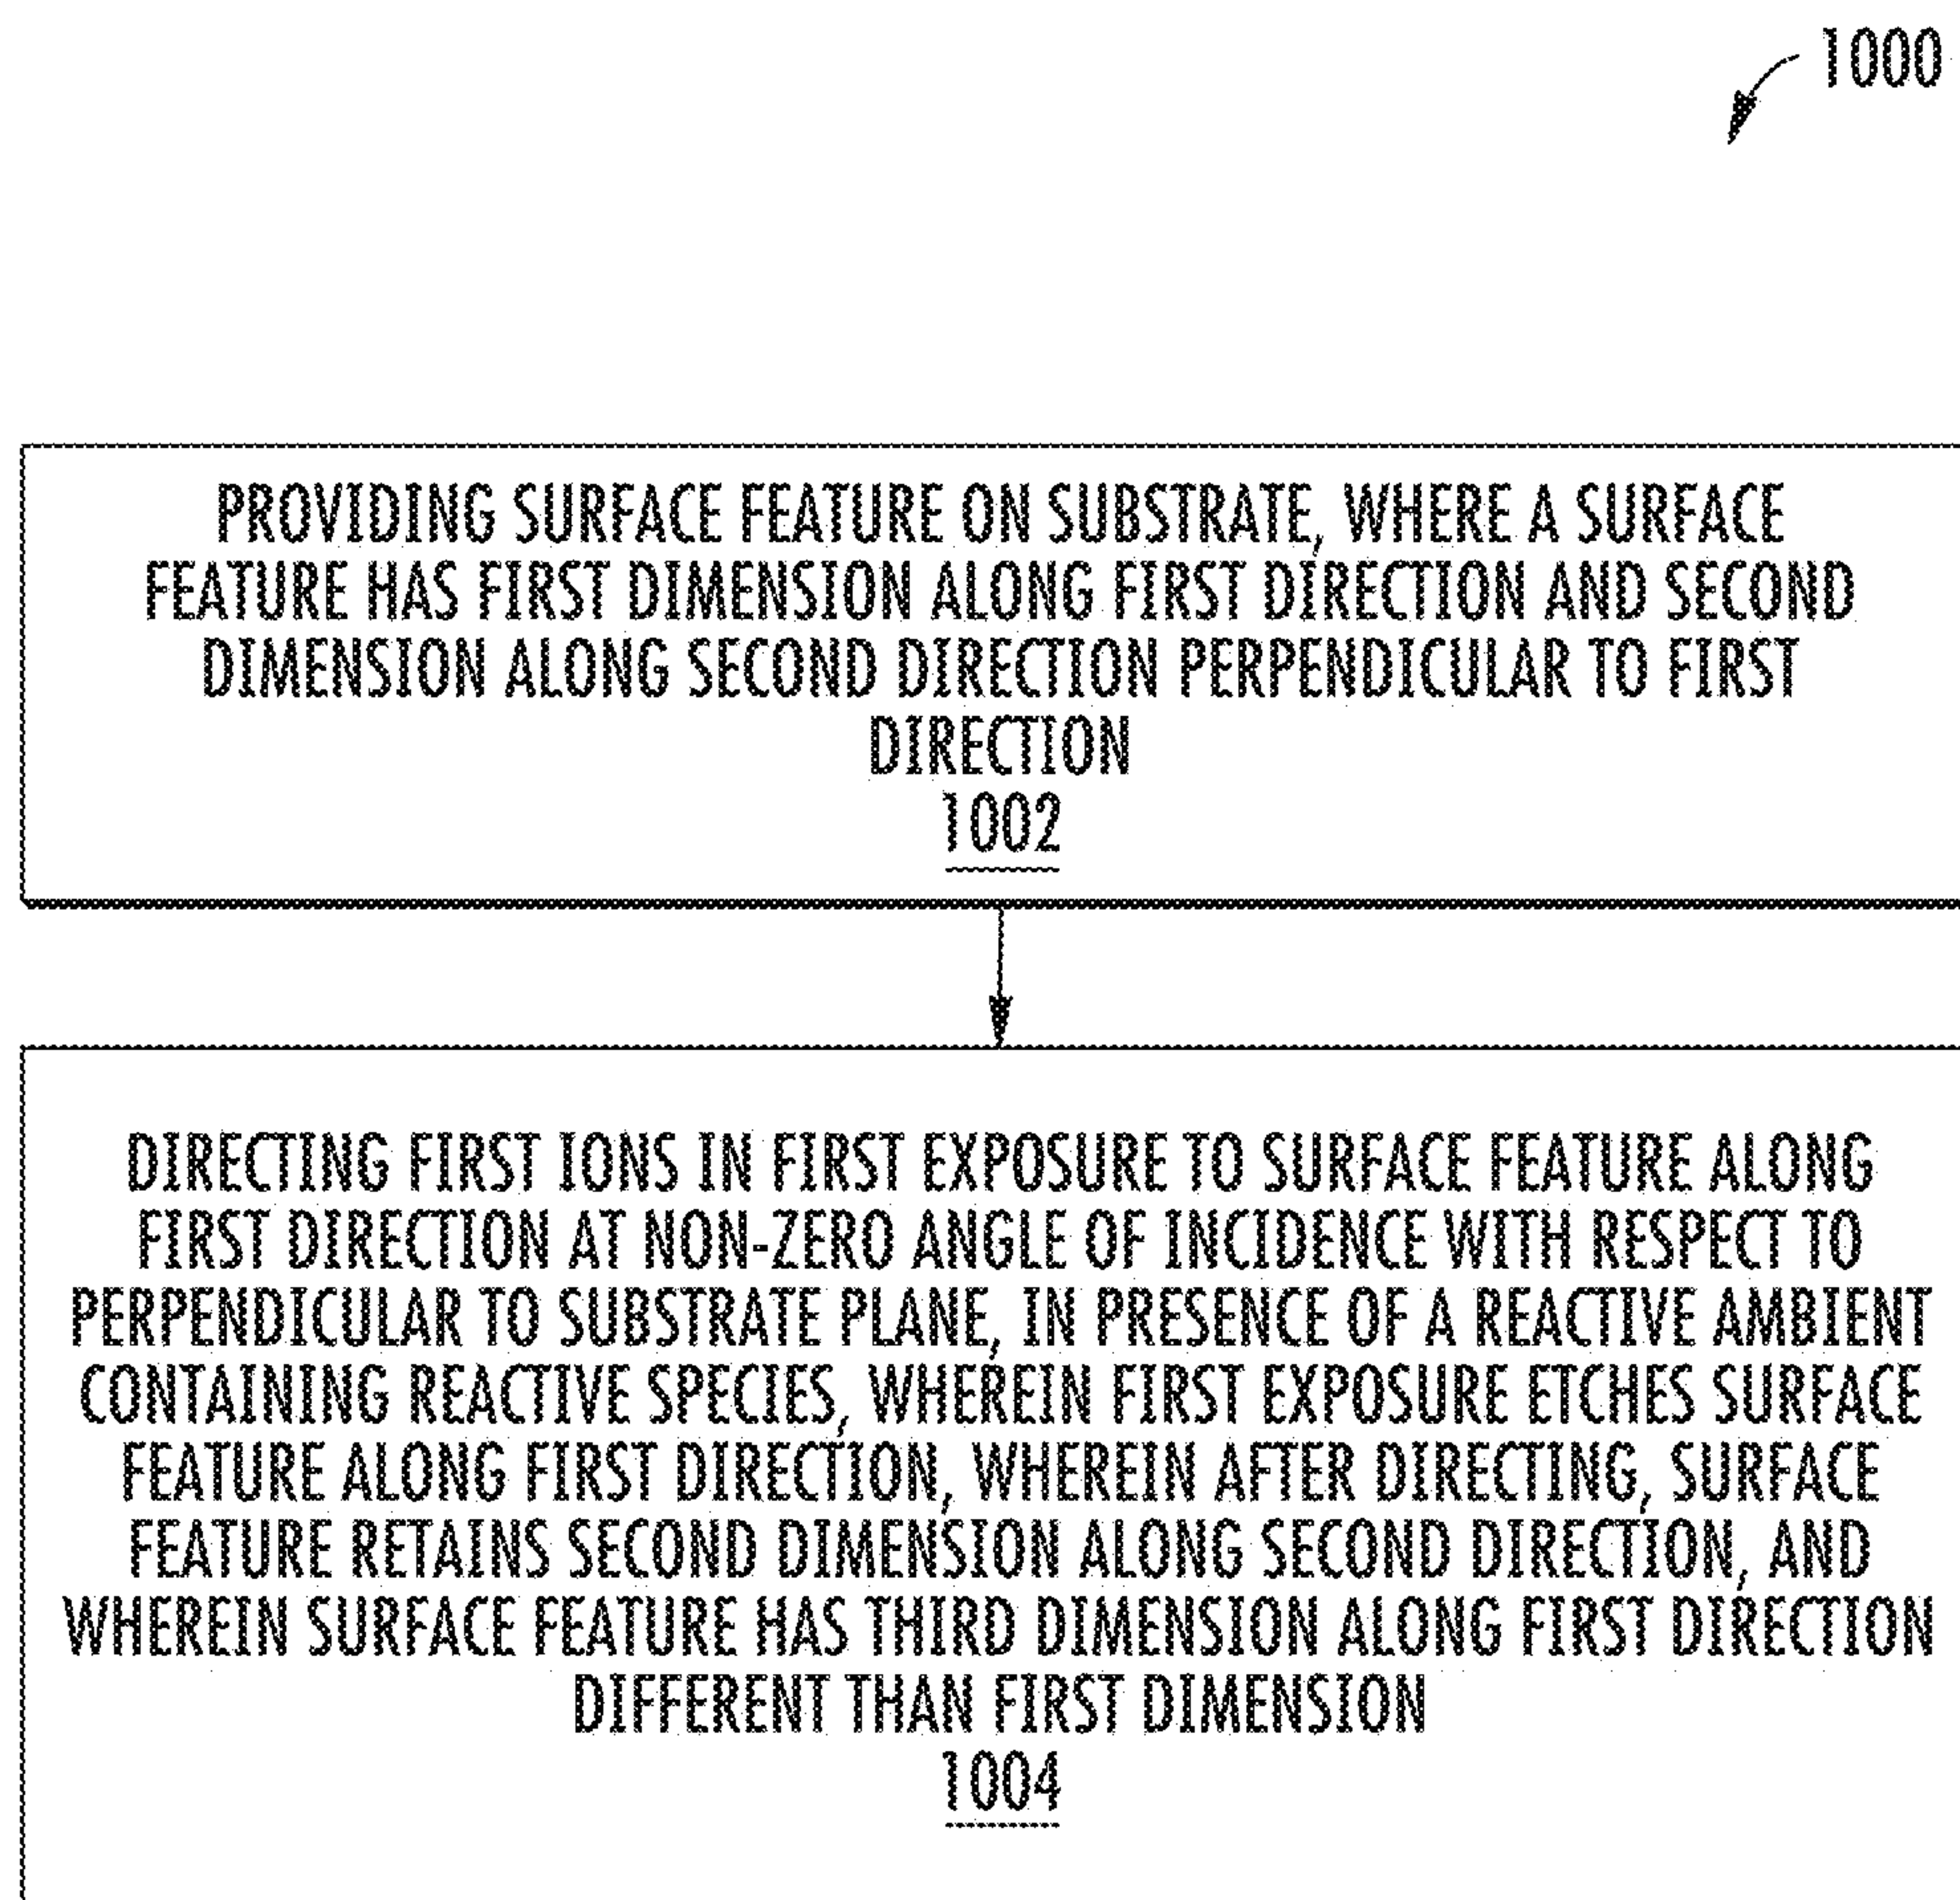 1000
PROVIDING SURFACE FEATURE ON SUBSTRATE, WHERE A SURFACE
FEATURE HAS FIRST DIMENSION ALONG FIRST DIRECTION AND SECOND
DIMENSION ALONG SECOND DIRECTION PERPENDICULAR TO FIRST
DIRECTION
1002
DIRECTING FIRST IONS IN FIRST EXPOSURE TO SURFACE FEATURE ALONG
FIRST DIRECTION AT NON-ZERO ANGLE OF INCIDENCE WITH RESPECT TO
PERPENDICULAR TO SUBSTRATE PLANE, IN PRESENCE OF A REACTIVE AMBIENT
CONTAINING REACTIVE SPECIES, WHEREIN FIRST EXPOSURE ETCHES SURFACE
FEATURE ALONG FIRST DIRECTION, WHEREIN AFTER DIRECTING, SURFACE
FEATURE RETAINS SECOND DIMENSION ALONG SECOND DIRECTION, AND
WHEREIN SURFACE FEATURE HAS THIRD DIMENSION ALONG FIRST DIRECTION
DIFFERENT THAN FIRST DIMENSION
1004